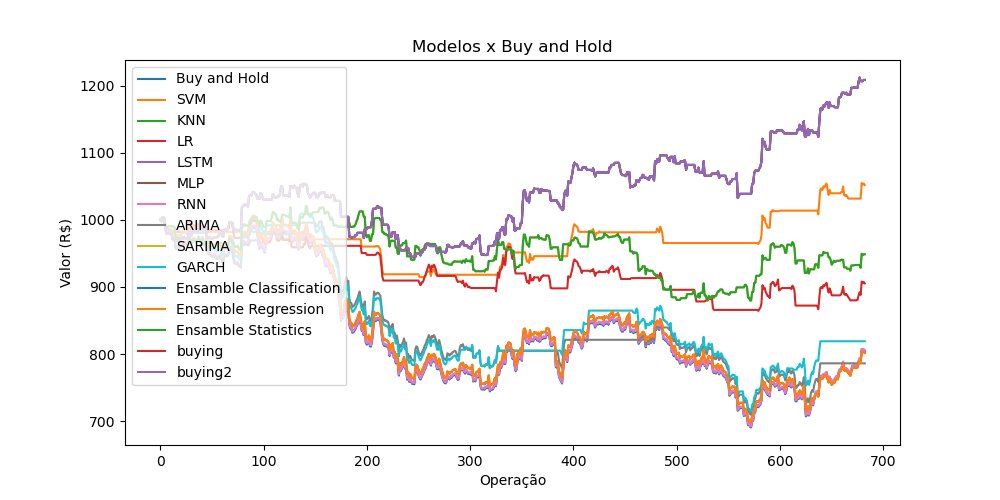 Modelos x Buy and Hold
Valor (R$)
1200
1100
1000
900
800
700
Buy and Hold
SVM
KNN
LR
LSTM
MLP
RNN
ARIMA
SARIMA
GARCH
Ensamble Classification
Ensamble Regression
Ensamble Statistics
buying
buying2
0 100 200 300 400 500 600 700
Operação